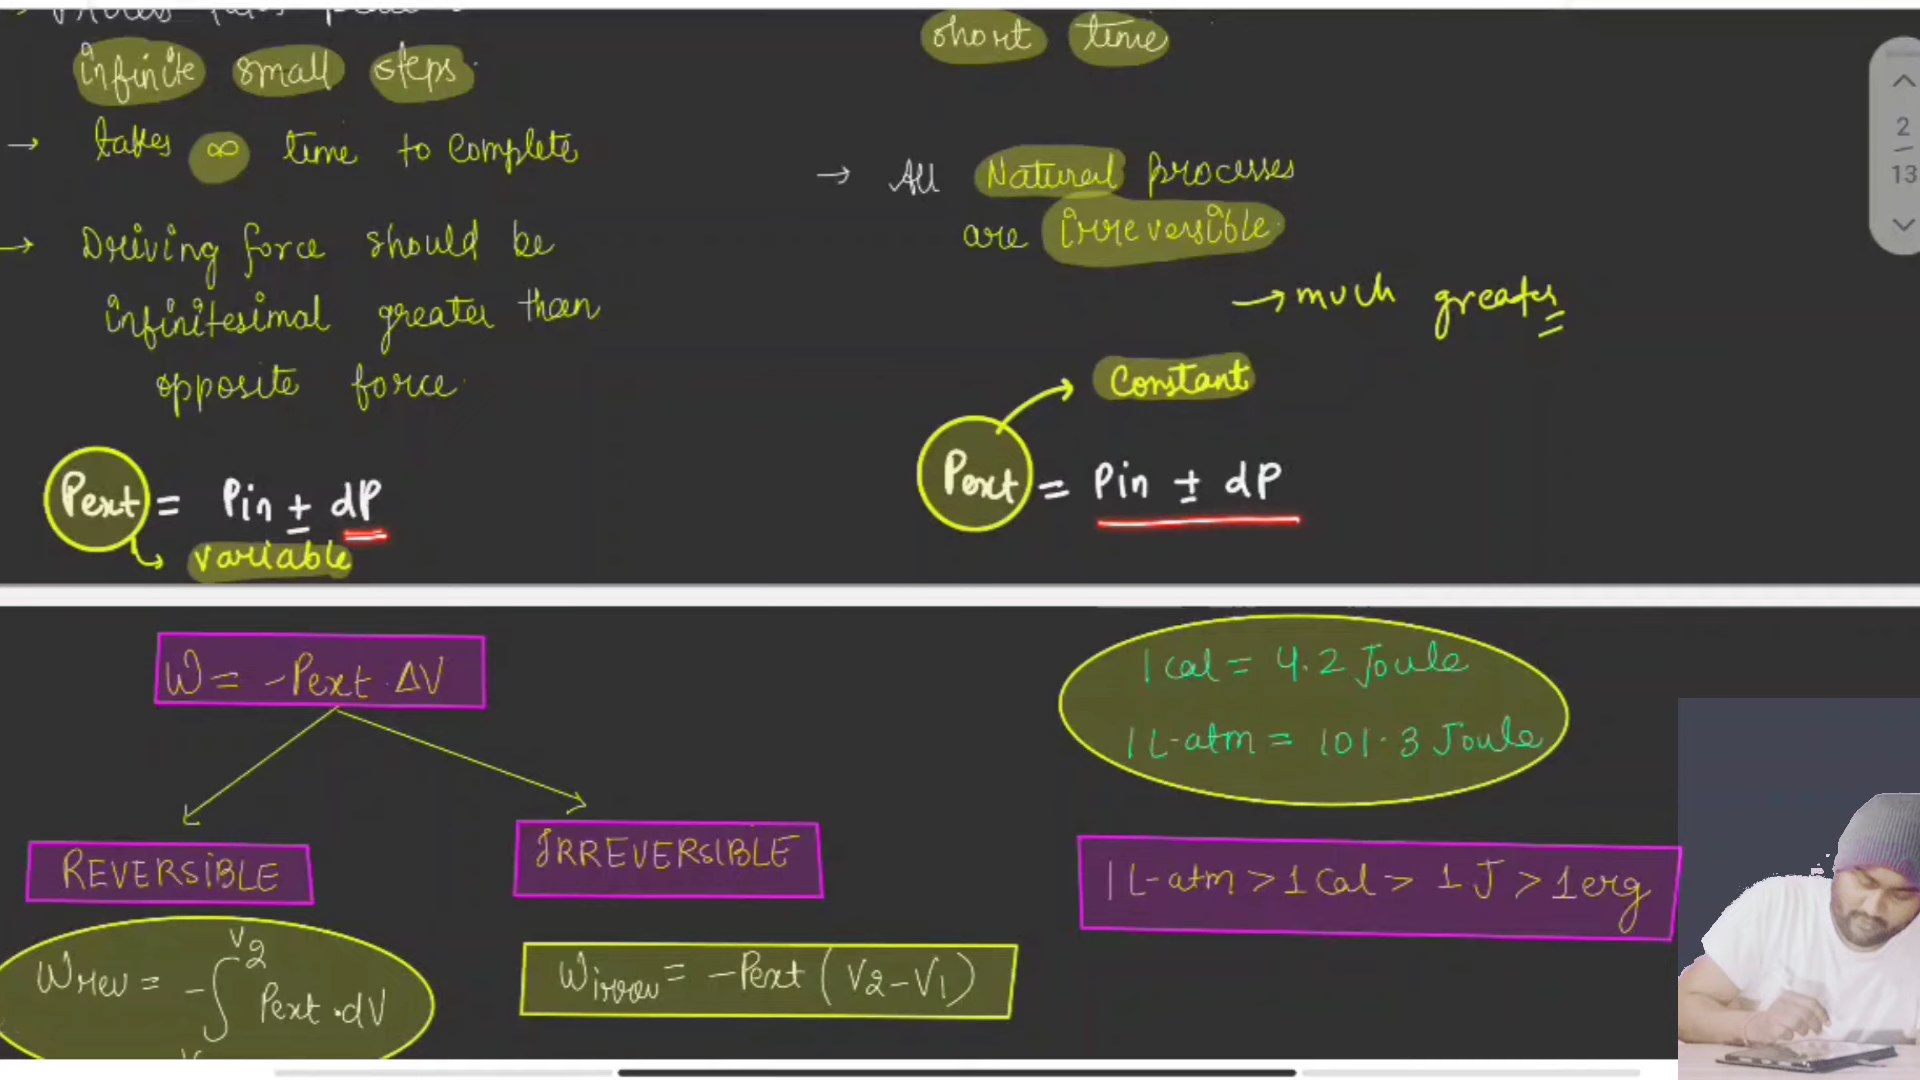 infinite small steps
→ takes ∞ time to complete
→ Driving force should be
infinitesimal greater than
opposite force
Pext = Pin ± dP
variable
short time
→ All Natural processes
are irreversible
→ much greater
Constant
Pext = Pin ± dP
2
13
W = -Pext . ΔV
REVERSIBLE
IRREVERSIBLE
Wrev = -∫ Pext . dV
V2
Wirrev = -Pext (V2-V1)
1 Cal = 4.2 Joule
1 L-atm = 101.3 Joule
1 L-atm > 1 Cal > 1 J > 1erg